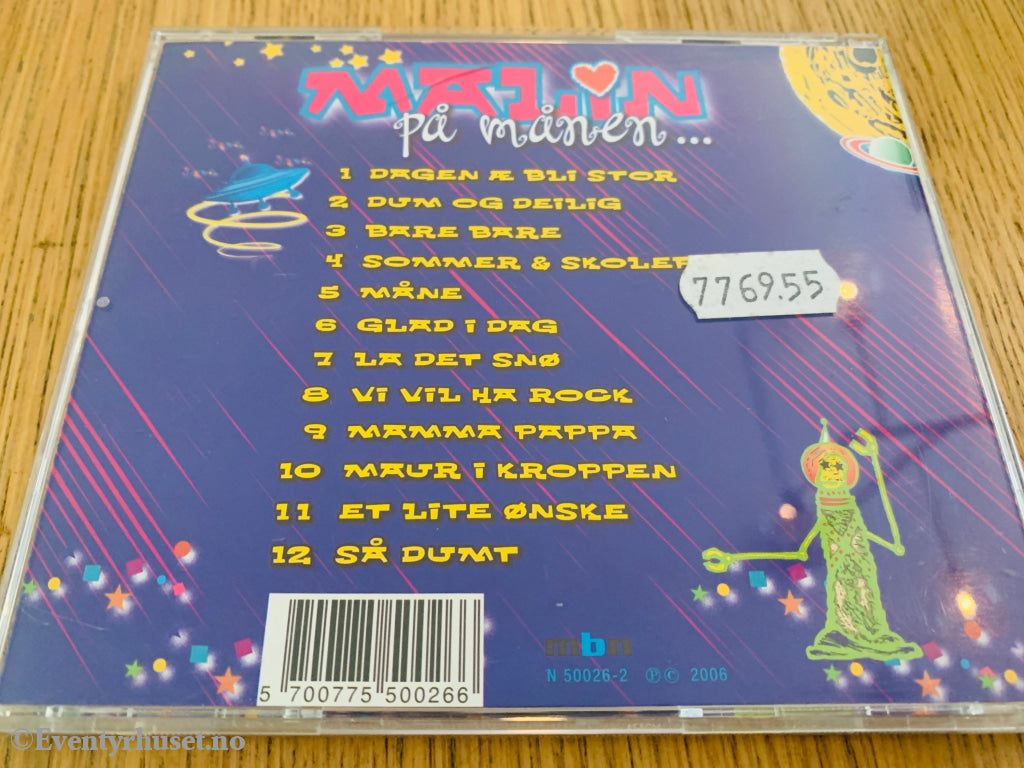 MALIN
på månen...
1 DAGEN Æ BLI STOR
2 DUM OG DEILIG
3 BARE BARE
4 SOMMER &
7769.55
5 MÅNE
6 GLAD I DAG
7 LA DET SNØ
8 VI VIL HA ROCK
9 MAMMA PAPPA
10 MAUR I KROPPEN
11 ET LITE ØNSKE
12 SÅ DUMT
mbn
N 50026-2 ℗© 2006
5 700775 500266
©Eventyrhuset.no